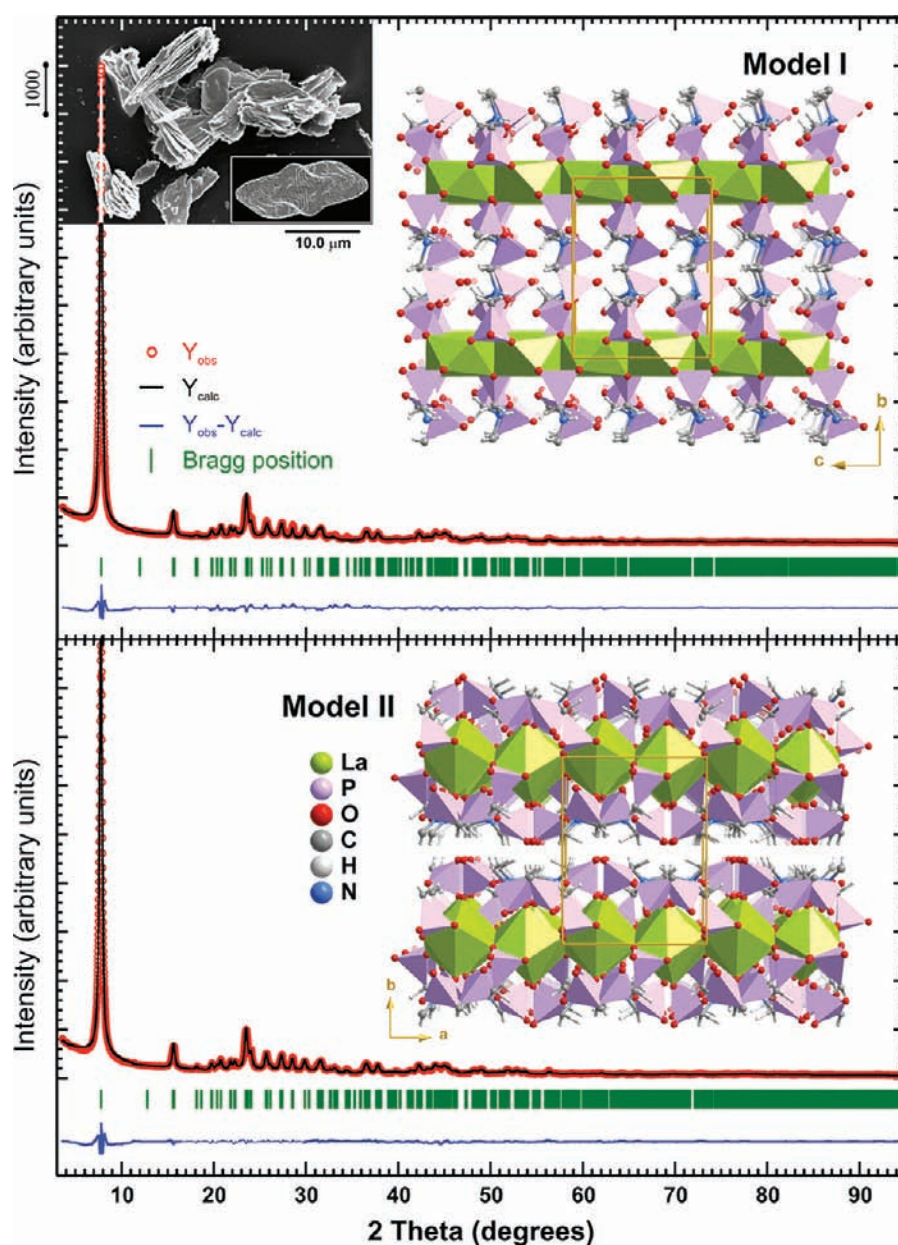 Model I
1000
10.0 μm
Intensity (arbitrary units)
Yobs
Ycalc
Yobs-Ycalc
Bragg position
b
c
Model II
La
P
O
C
H
N
Intensity (arbitrary units)
b
a
10 20 30 40 50 60 70 80 90
2 Theta (degrees)